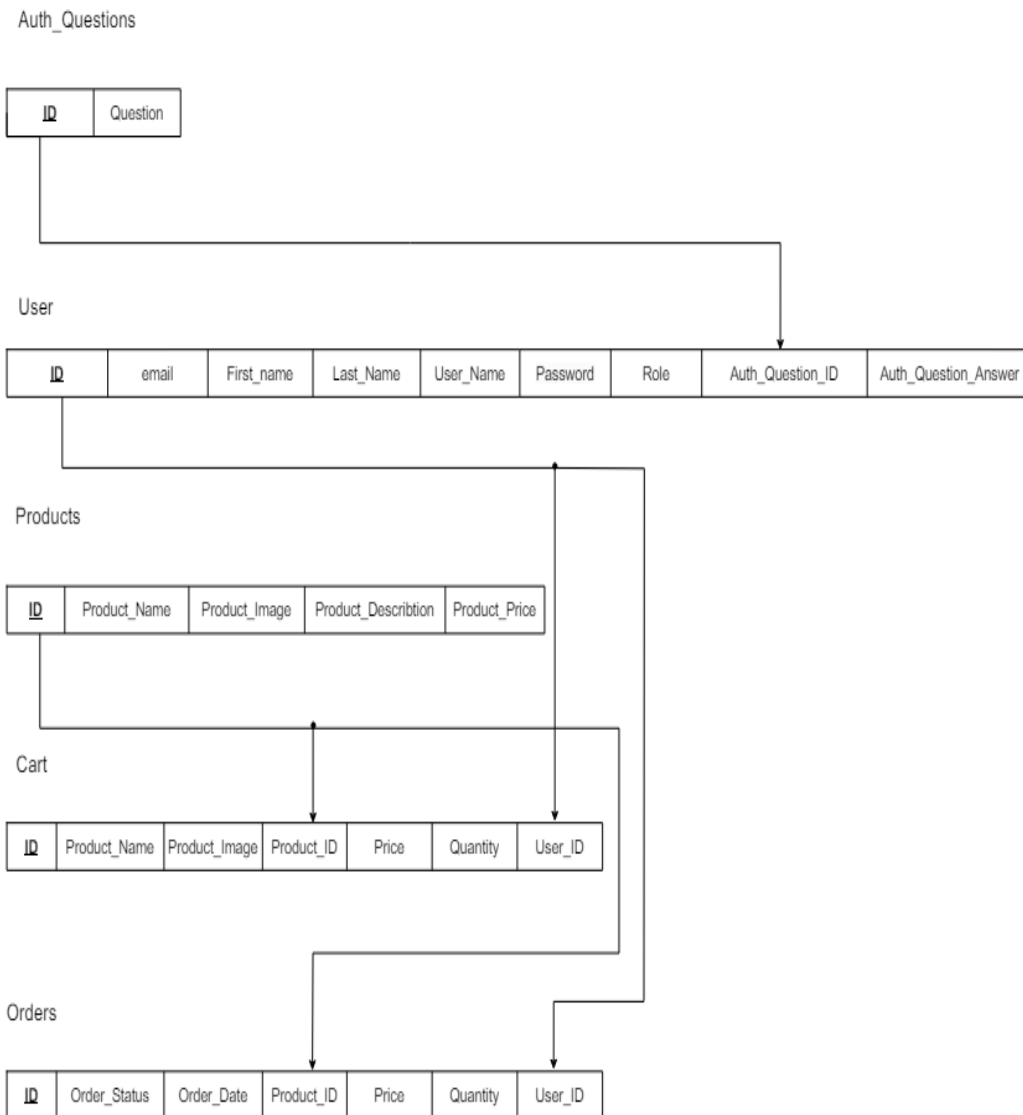 Auth_Questions
ID Question
User
ID email First_name Last_Name User_Name Password Role Auth_Question_ID Auth_Question_Answer
Products
ID Product_Name Product_Image Product_Describtion Product_Price
Cart
ID Product_Name Product_Image Product_ID Price Quantity User_ID
Orders
ID Order_Status Order_Date Product_ID Price Quantity User_ID